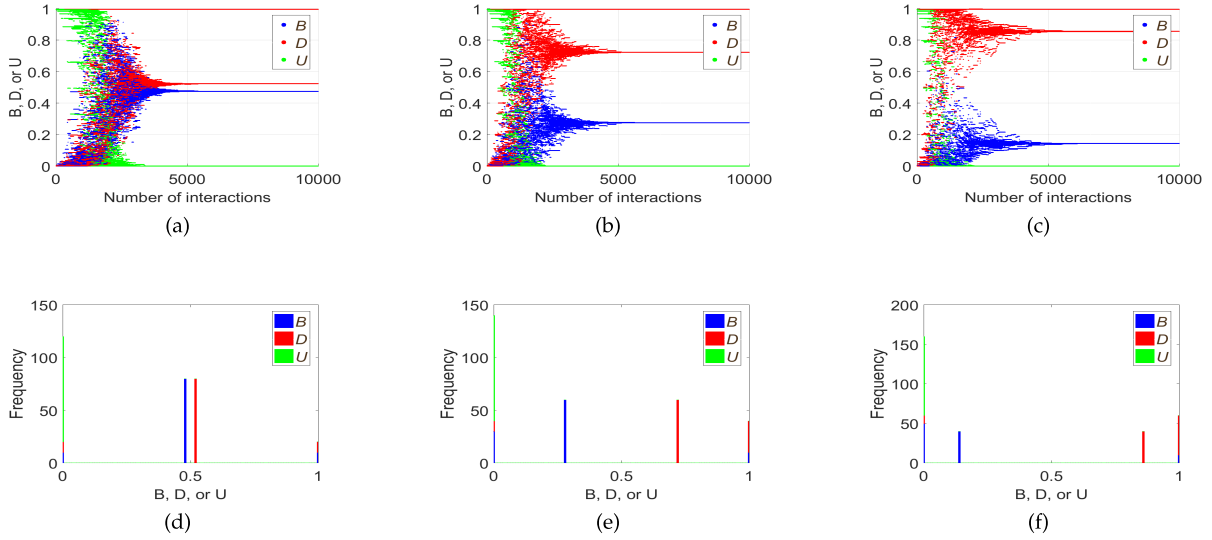 1
0.8
0.6
0.4
0.2
0
B, D, or U
B
D
U
0
5000
10000
Number of interactions
(a)
1
0.8
0.6
0.4
0.2
0
B, D, or U
B
D
U
0
5000
10000
Number of interactions
(b)
1
0.8
0.6
0.4
0.2
0
B, D, or U
B
D
U
0
5000
10000
Number of interactions
(c)
150
100
50
0
Frequency
B
D
U
0
0.5
1
B, D, or U
(d)
150
100
50
0
Frequency
B
D
U
0
0.5
1
B, D, or U
(e)
200
150
100
50
0
Frequency
B
D
U
0
0.5
1
B, D, or U
(f)